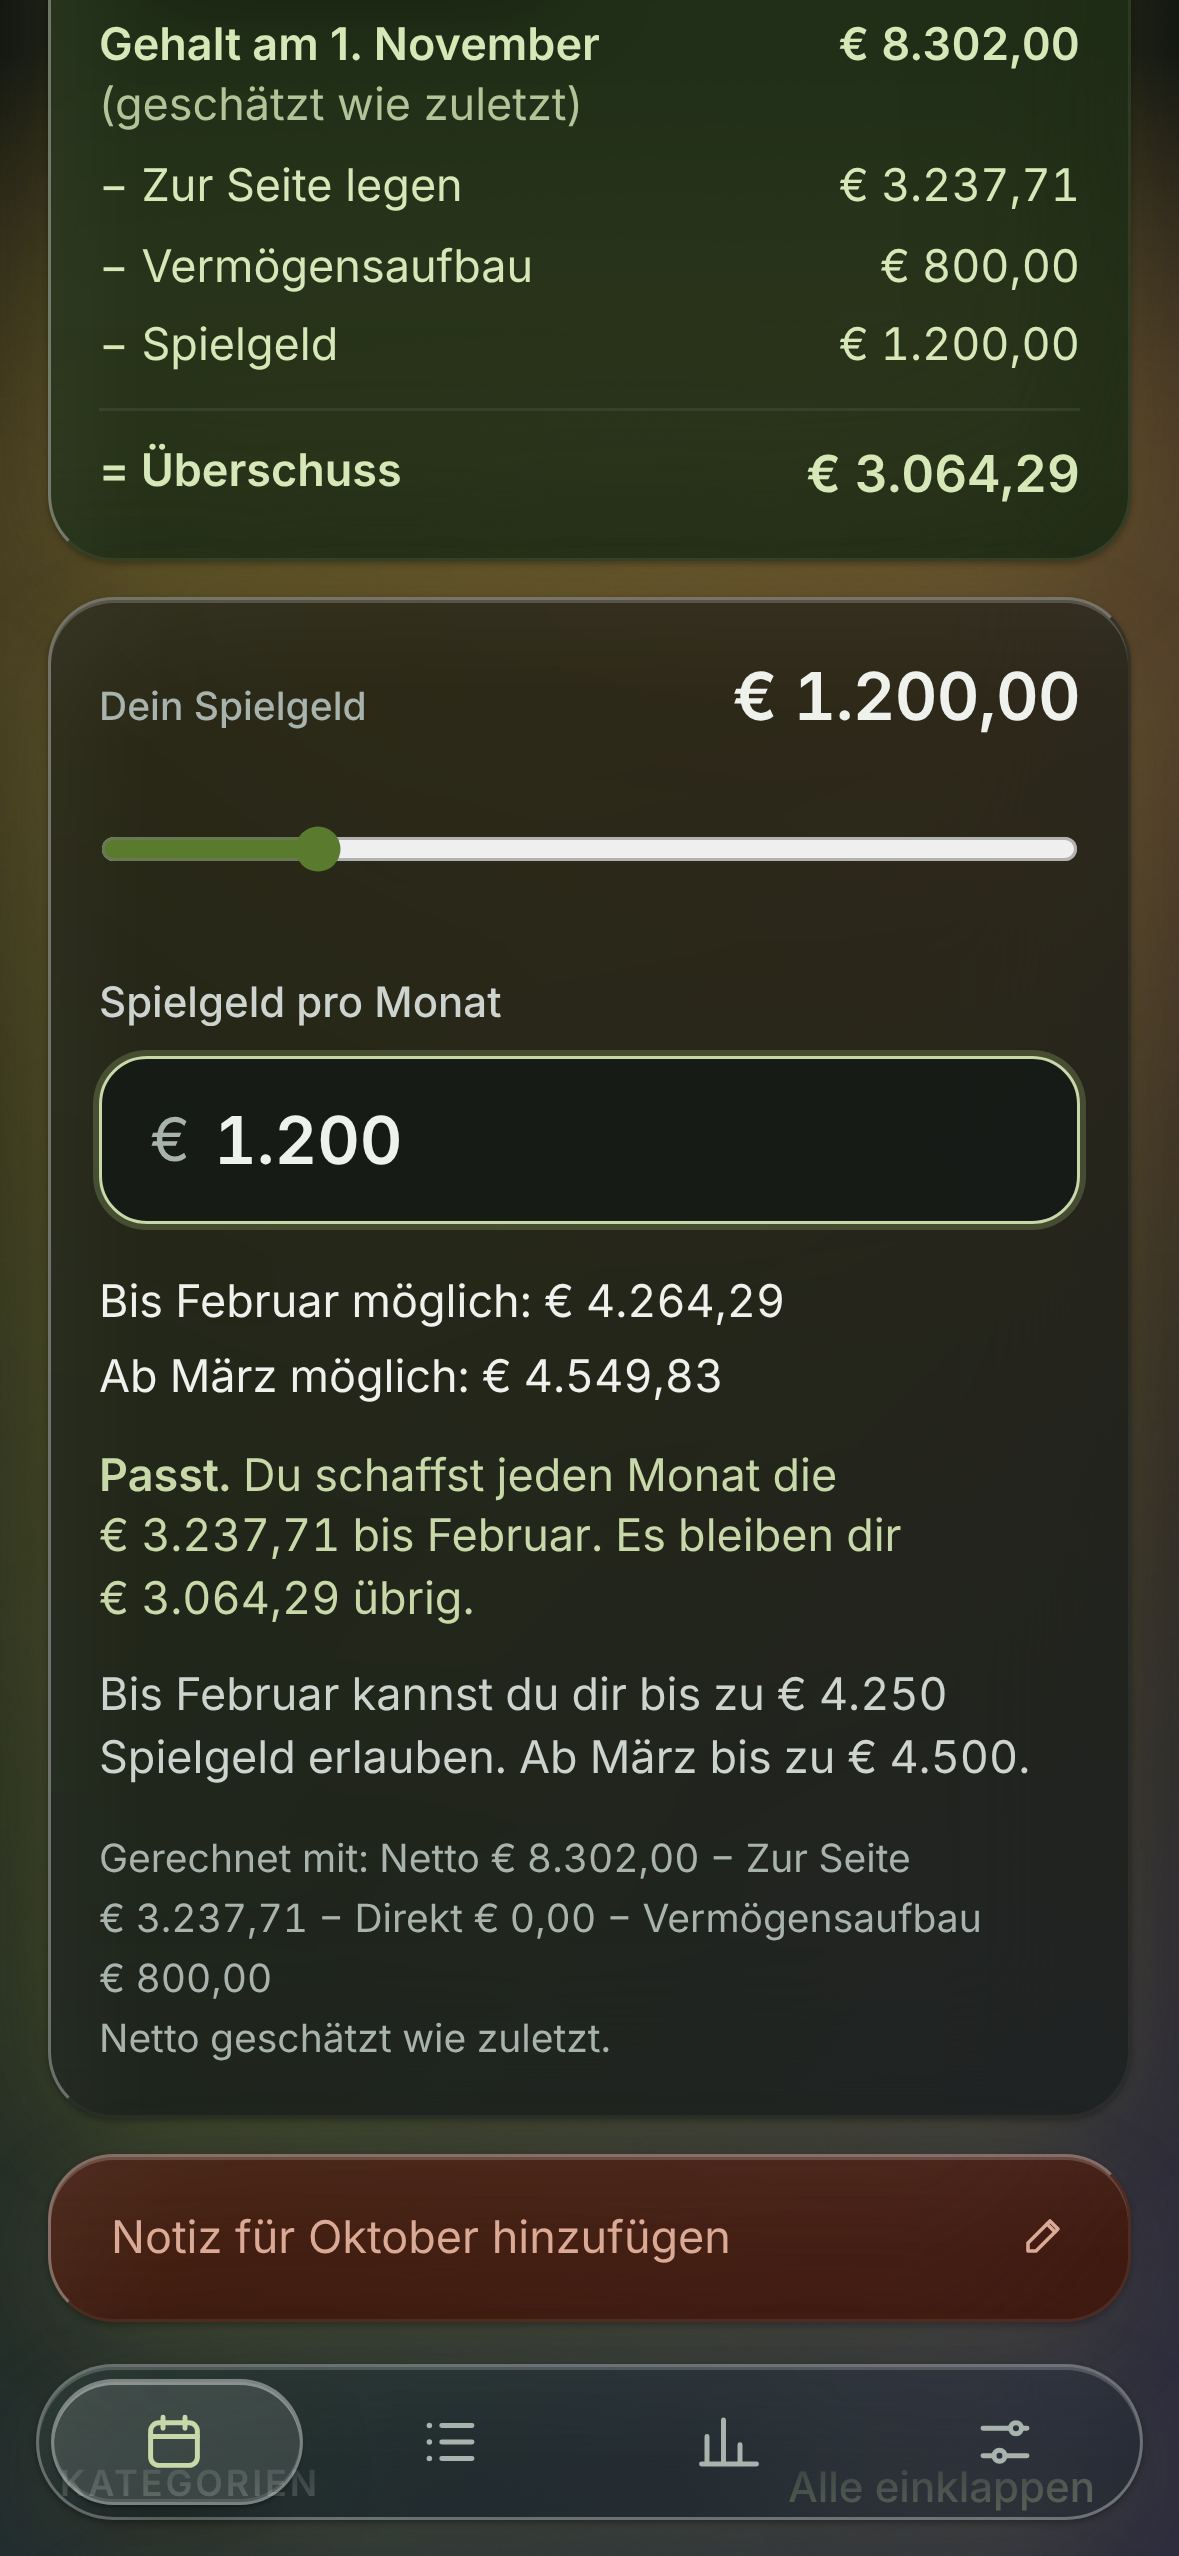 Gehalt am 1. November € 8.302,00
(geschätzt wie zuletzt)
– Zur Seite legen € 3.237,71
– Vermögensaufbau € 800,00
– Spielgeld € 1.200,00
= Überschuss € 3.064,29
Dein Spielgeld € 1.200,00
Spielgeld pro Monat
€ 1.200
Bis Februar möglich: € 4.264,29
Ab März möglich: € 4.549,83
Passt. Du schaffst jeden Monat die
€ 3.237,71 bis Februar. Es bleiben dir
€ 3.064,29 übrig.
Bis Februar kannst du dir bis zu € 4.250
Spielgeld erlauben. Ab März bis zu € 4.500.
Gerechnet mit: Netto € 8.302,00 – Zur Seite
€ 3.237,71 – Direkt € 0,00 – Vermögensaufbau
€ 800,00
Netto geschätzt wie zuletzt.
Notiz für Oktober hinzufügen
KATEGORIEN Alle einklappen